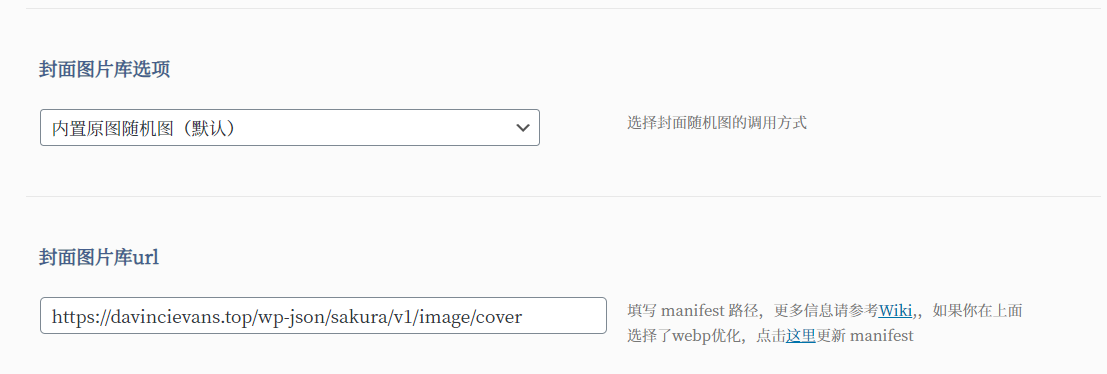 封面图片库选项
内置原图随机图（默认）
选择封面随机图的调用方式
封面图片库url
https://davincievans.top/wp-json/sakura/v1/image/cover
填写 manifest 路径，更多信息请参考Wiki,，如果你在上面
选择了webp优化，点击这里更新 manifest